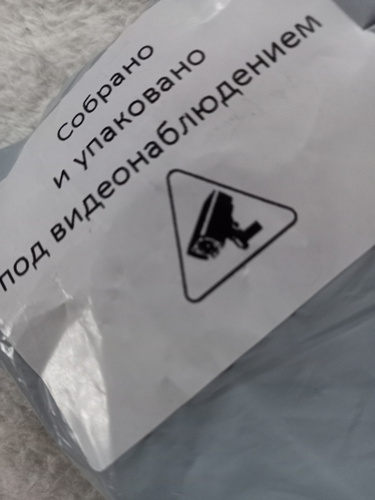 Собрано
и упаковано
под видеонаблюдением